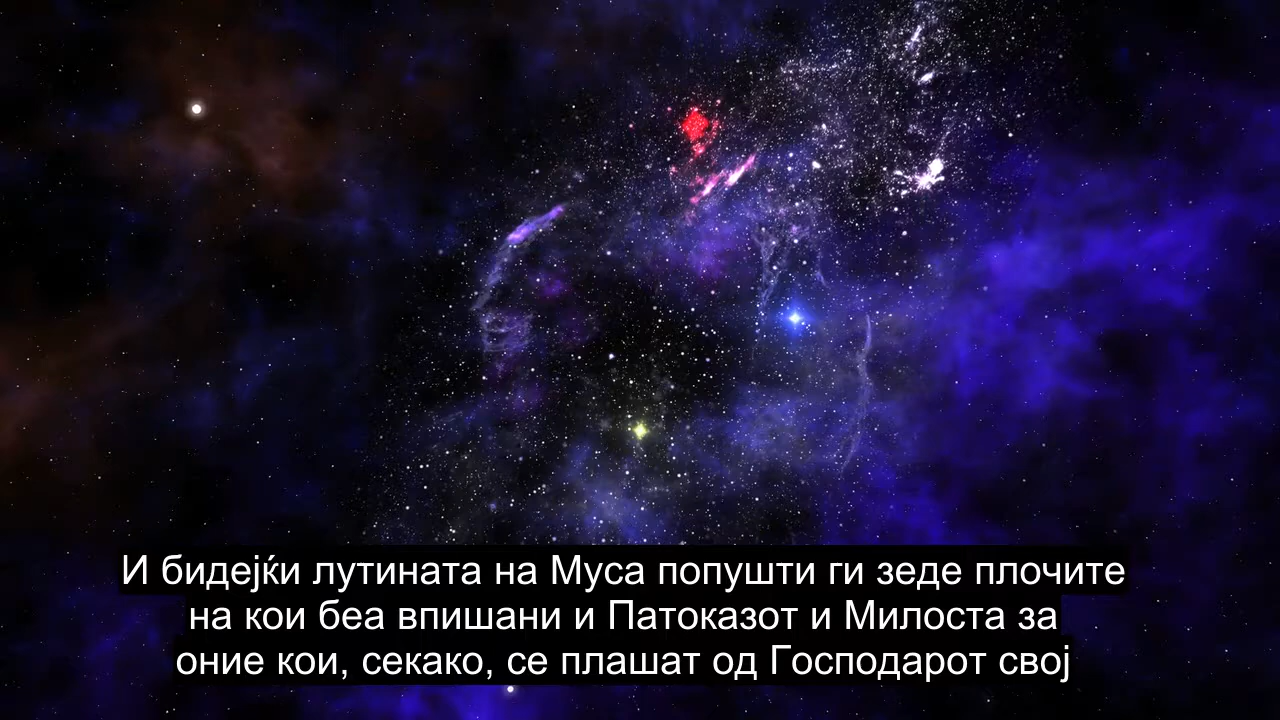 И бидејќи лутината на Муса попушти ги зеде плочите
на кои беа впишани и Патоказот и Милоста за
оние кои, секако, се плашат од Господарот свој